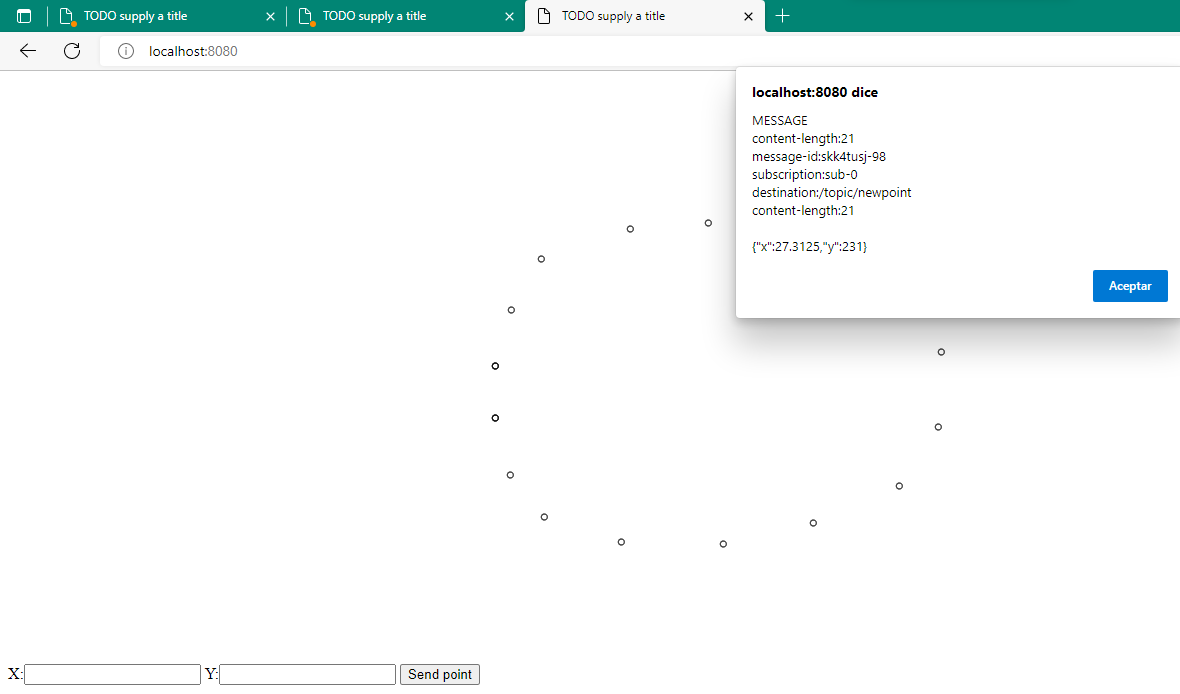 TODO supply a title
TODO supply a title
TODO supply a title
localhost:8080
localhost:8080 dice
MESSAGE
content-length:21
message-id:skk4tusj-98
subscription:sub-0
destination:/topic/newpoint
content-length:21
{"x":27.3125,"y":231}
Aceptar
X: Y: Send point